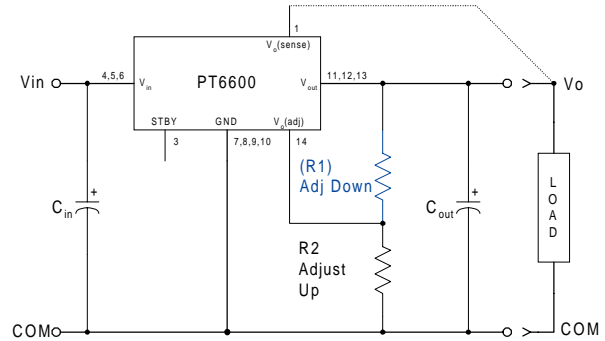 1
Vo(sense)
Vin
4,5,6
Vin
PT6600
Vout
11,12,13
Vo
STBY
GND
Vo(adj)
3
7,8,9,10
14
(R1)
Adj Down
+
Cin
+
Cout
LOAD
R2
Adjust
Up
COM
COM